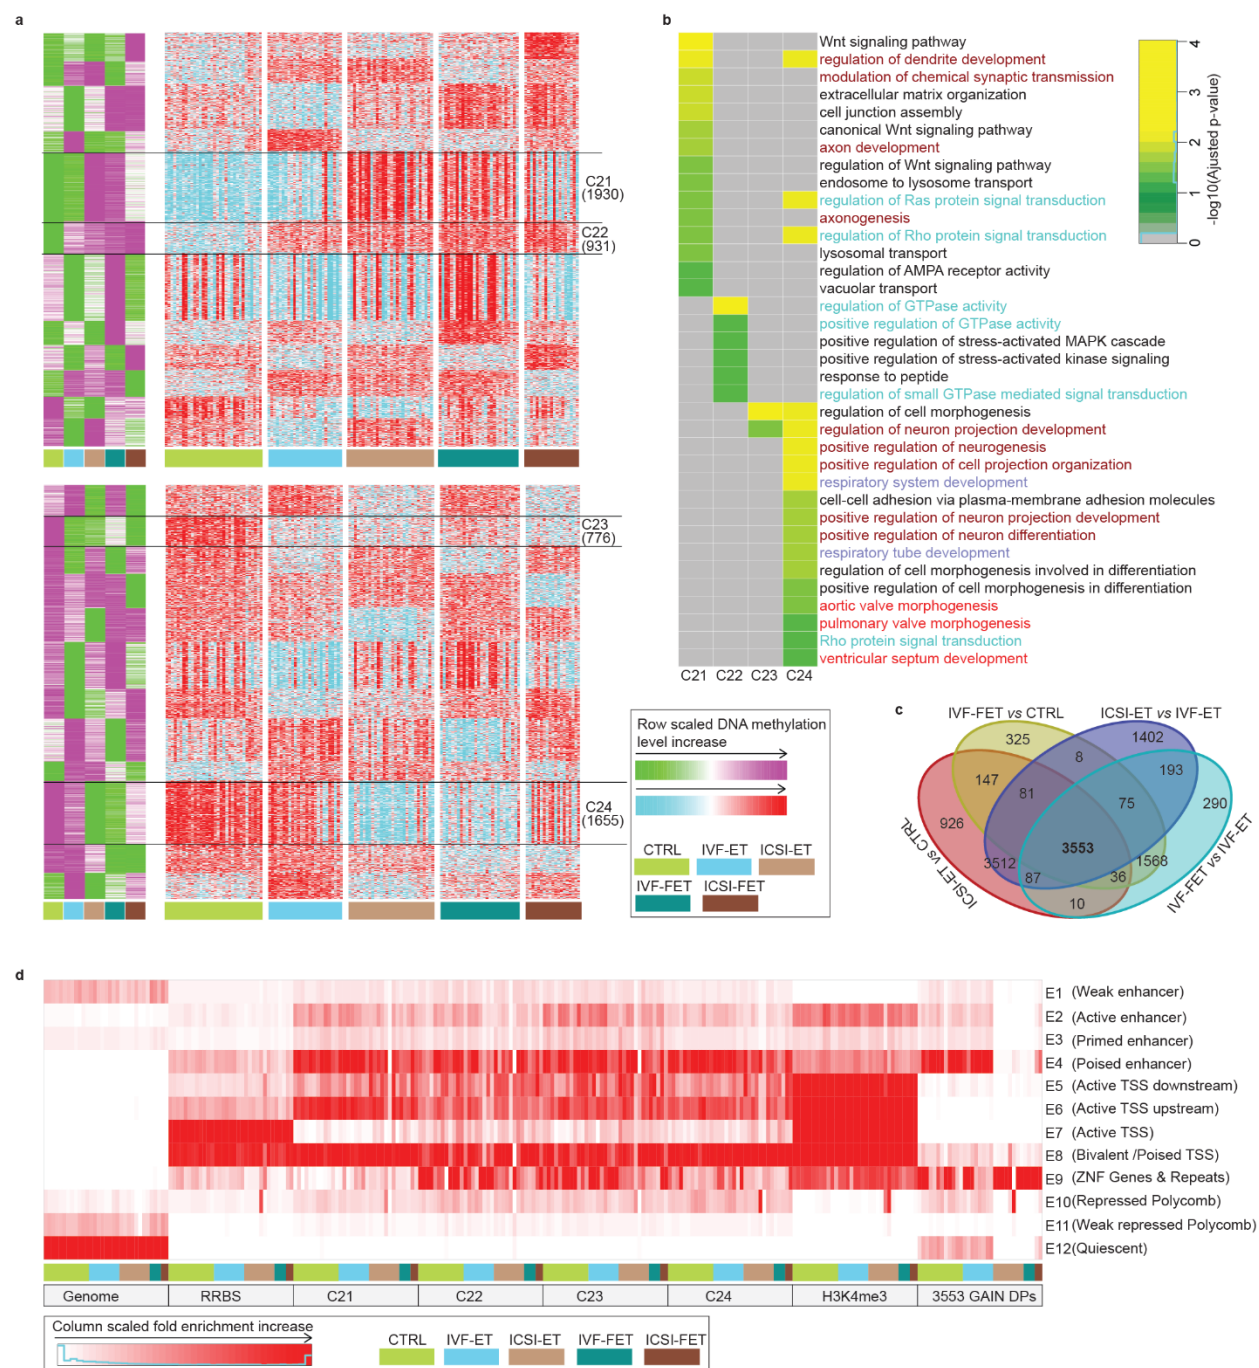 a
C21
(1930)
C22
(931)
C23
(776)
C24
(1655)
b
Wnt signaling pathway
regulation of dendrite development
modulation of chemical synaptic transmission
extracellular matrix organization
cell junction assembly
canonical Wnt signaling pathway
axon development
regulation of Wnt signaling pathway
endosome to lysosome transport
regulation of Ras protein signal transduction
axonogenesis
regulation of Rho protein signal transduction
lysosomal transport
regulation of AMPA receptor activity
vacuolar transport
regulation of GTPase activity
positive regulation of GTPase activity
positive regulation of stress-activated MAPK cascade
positive regulation of stress-activated kinase signaling
response to peptide
regulation of small GTPase mediated signal transduction
regulation of cell morphogenesis
regulation of neuron projection development
positive regulation of neurogenesis
positive regulation of cell projection organization
respiratory system development
cell-cell adhesion via plasma-membrane adhesion molecules
positive regulation of neuron projection development
positive regulation of neuron differentiation
respiratory tube development
regulation of cell morphogenesis involved in differentiation
positive regulation of cell morphogenesis in differentiation
aortic valve morphogenesis
pulmonary valve morphogenesis
Rho protein signal transduction
ventricular septum development
C21 C22 C23 C24
4
3
2
1
0
-log10(Ajusted p-value)
Row scaled DNA methylation
level increase
CTRL IVF-ET ICSI-ET
IVF-FET ICSI-FET
c
IVF-FET vs CTRL ICSI-ET vs IVF-ET
325 8 1402
147 81 75 193 290
926 3553
3512 87 36 1568
10
ICSI-ET vs CTRL
IVF-FET vs IVF-ET
d
E1 (Weak enhancer)
E2 (Active enhancer)
E3 (Primed enhancer)
E4 (Poised enhancer)
E5 (Active TSS downstream)
E6 (Active TSS upstream)
E7 (Active TSS)
E8 (Bivalent /Poised TSS)
E9 (ZNF Genes & Repeats)
E10 (Repressed Polycomb)
E11 (Weak repressed Polycomb)
E12 (Quiescent)
Genome RRBS C21 C22 C23 C24 H3K4me3 3553 GAIN DPs
Column scaled fold enrichment increase
CTRL IVF-ET ICSI-ET IVF-FET ICSI-FET